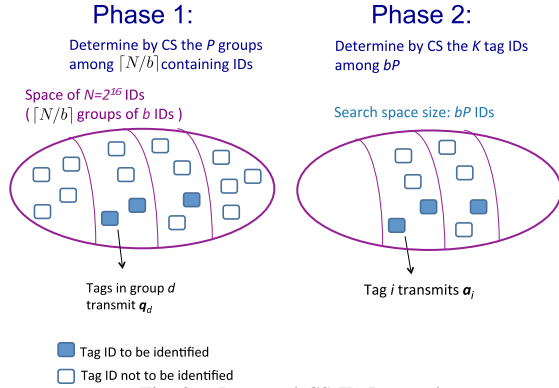 Phase 1:
Determine by CS the P groups
among ⌈N/b⌉ containing IDs
Space of N=2¹⁶ IDs
( ⌈N/b⌉ groups of b IDs )
Tags in group d
transmit q_d
Phase 2:
Determine by CS the K tag IDs
among bP
Search space size: bP IDs
Tag i transmits a_i
Tag ID to be identified
Tag ID not to be identified